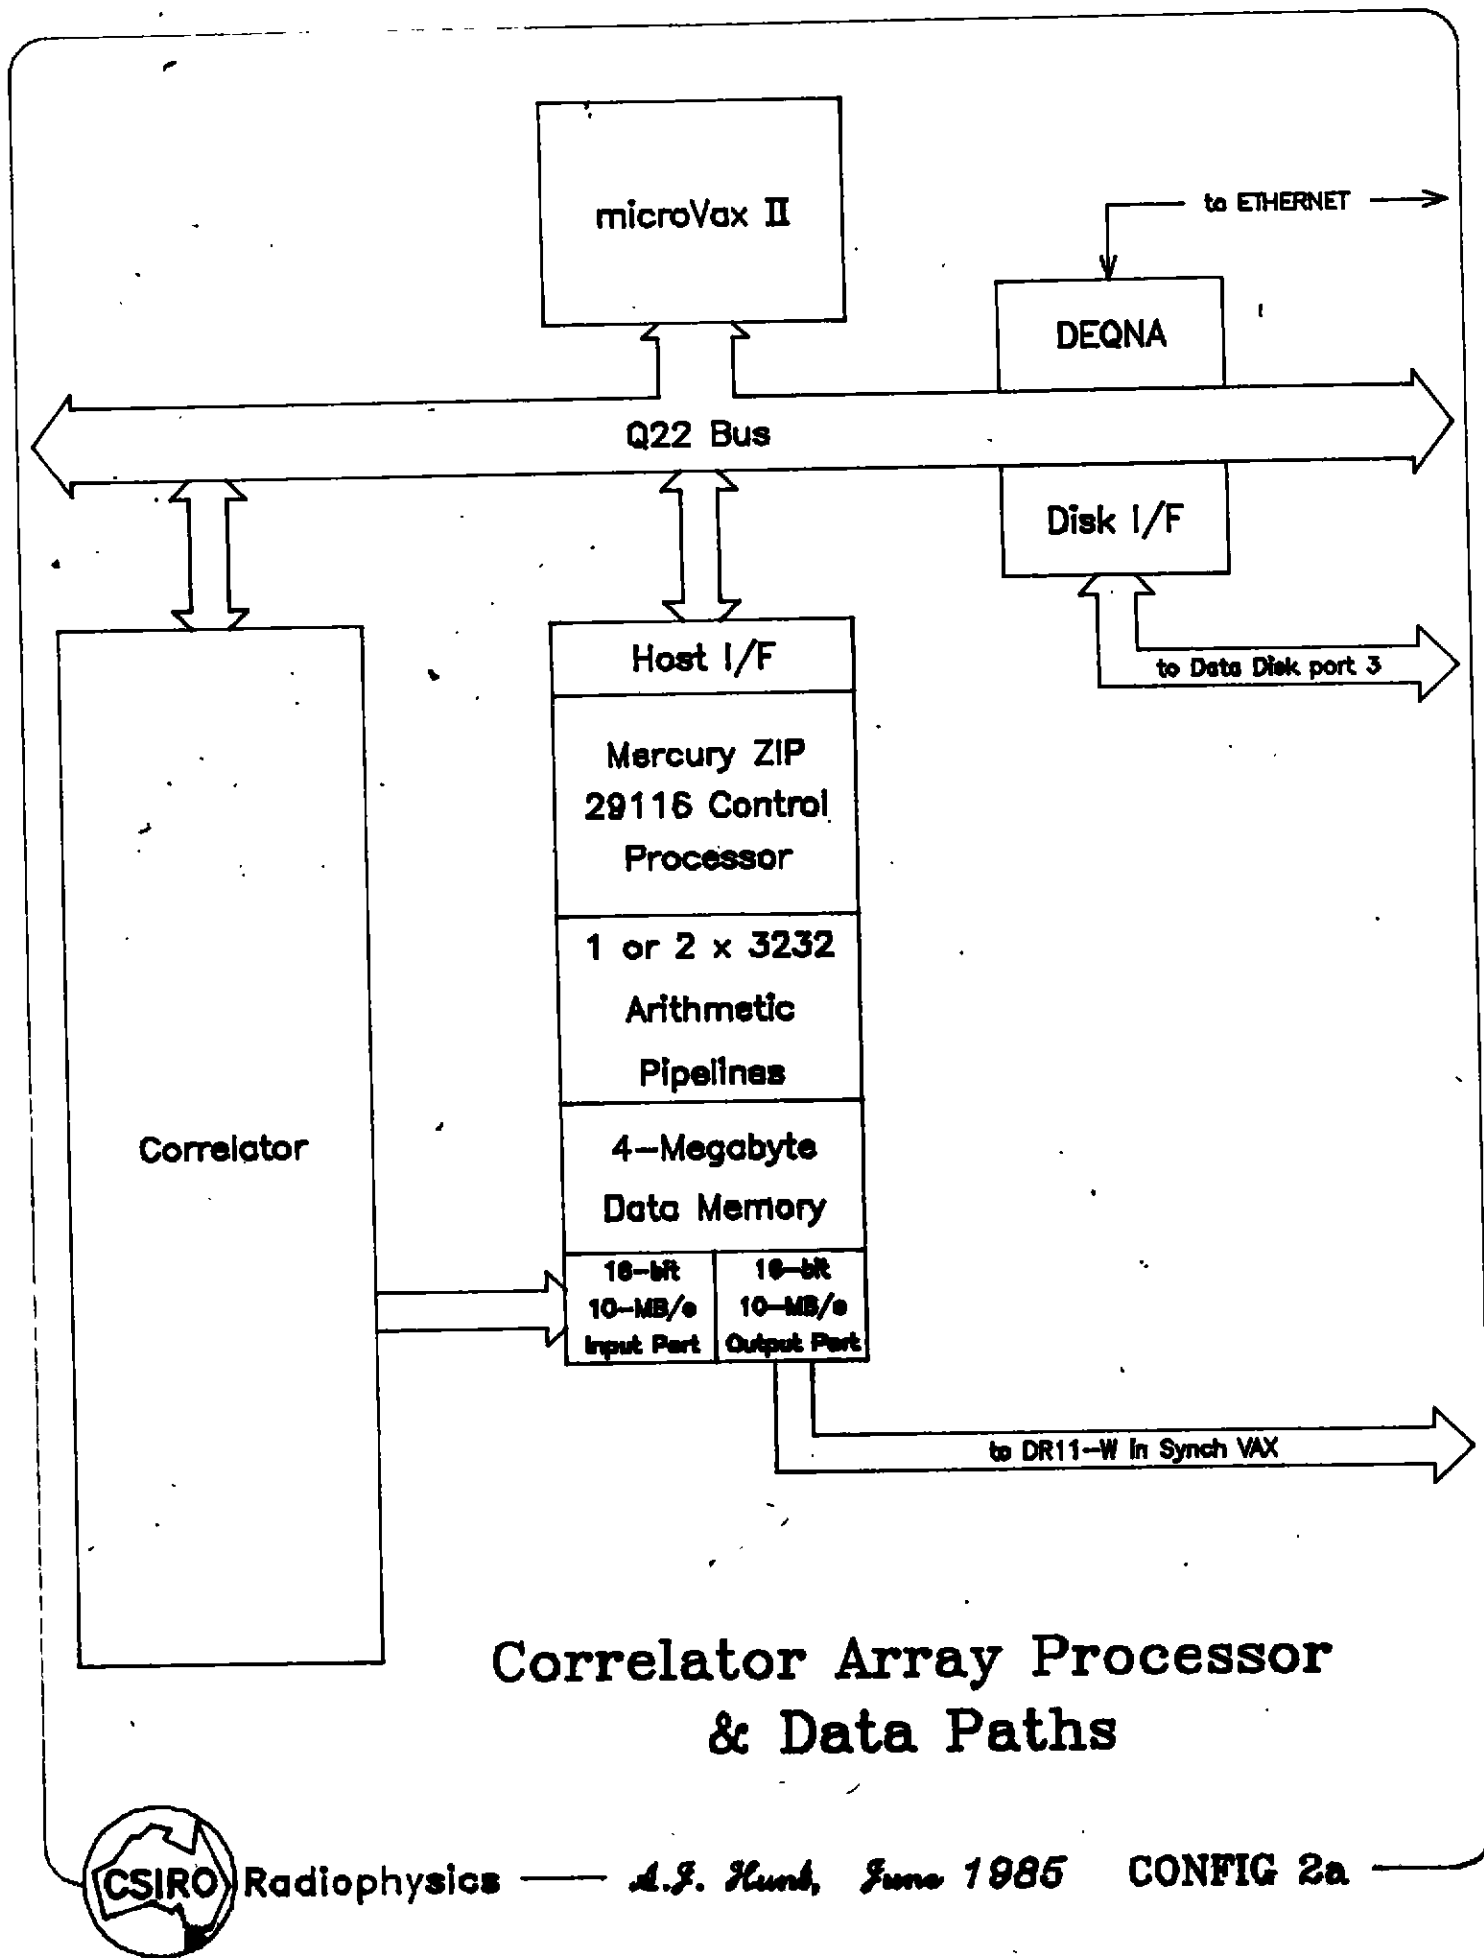 microVax II
to ETHERNET
DEQNA
Q22 Bus
Disk I/F
to Data Disk port 3
Host I/F
Mercury ZIP
29116 Control
Processor
1 or 2 x 3232
Arithmetic
Pipelines
Correlator
4-Megabyte
Data Memory
16-bit
10-MB/s
Input Port
16-bit
10-MB/s
Output Port
to DR11-W in Synch VAX
Correlator Array Processor
& Data Paths
CSIRO Radiophysics A.J. Hunt, June 1985 CONFIG 2a